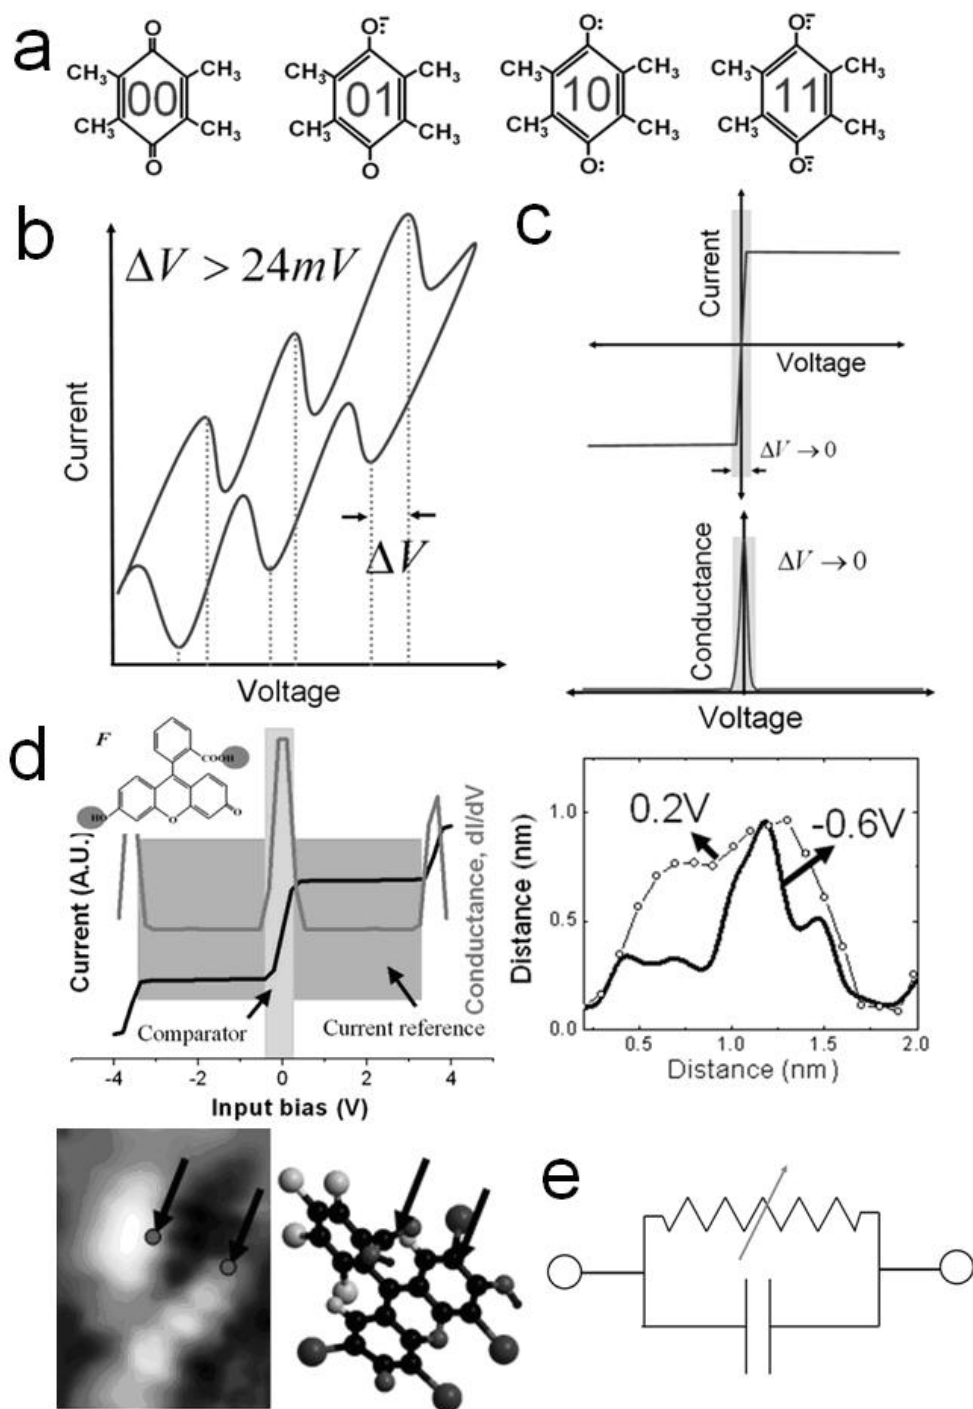 a
O
CH₃
CH₃
00
CH₃
CH₃
O
O:̄
CH₃
CH₃
01
CH₃
CH₃
O
O:
CH₃
CH₃
10
CH₃
CH₃
O:
O:̄
CH₃
CH₃
11
CH₃
CH₃
O:̄
b
ΔV > 24mV
Current
ΔV
Voltage
c
Current
Voltage
ΔV → 0
Conductance
ΔV → 0
Voltage
d
F
COOH
HO
O
O
Current (A.U.)
Conductance, dI/dV
Comparator
Current reference
-4
-2
0
2
4
Input bias (V)
0.2V
-0.6V
Distance (nm)
1.0
0.5
0.0
0.5
1.0
1.5
2.0
Distance (nm)
e